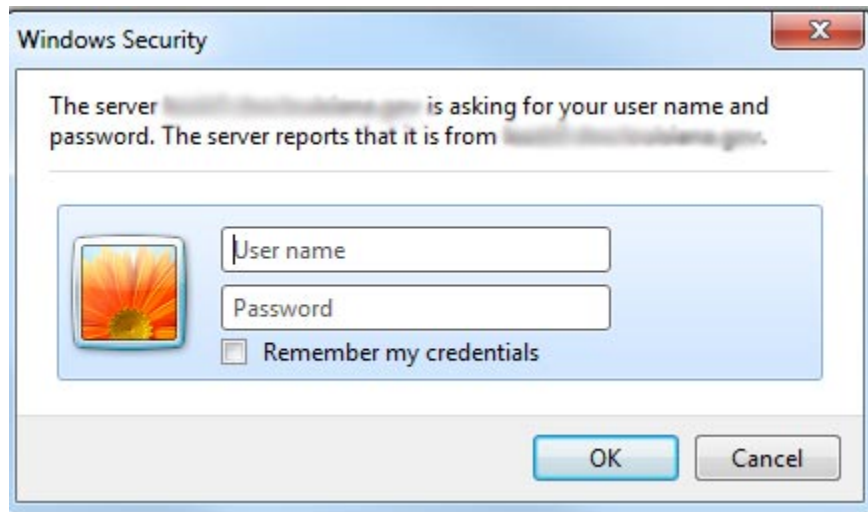 Windows Security
The server is asking for your user name and
password. The server reports that it is from
User name
Password
Remember my credentials
OK
Cancel